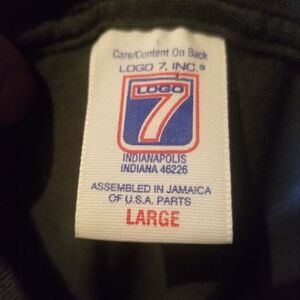 Care/Content On Back
LOGO 7, INC.®
LOGO
7
INDIANAPOLIS
INDIANA 46226
ASSEMBLED IN JAMAICA
OF U.S.A. PARTS
LARGE